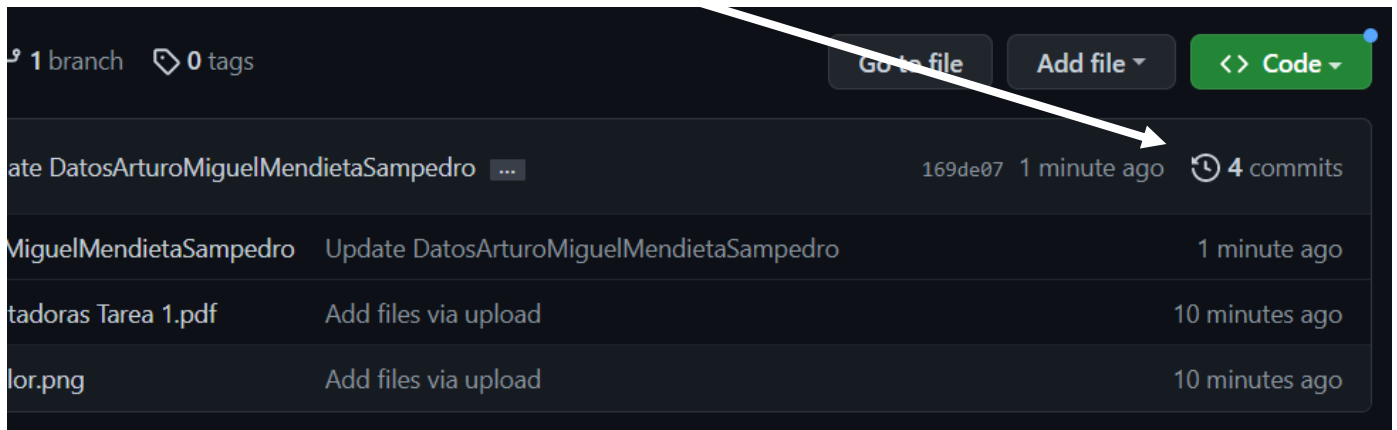 1 branch 0 tags Go to file Add file <> Code
ate DatosArturoMiguelMendietaSampedro ... 169de07 1 minute ago 4 commits
MiguelMendietaSampedro Update DatosArturoMiguelMendietaSampedro 1 minute ago
tadoras Tarea 1.pdf Add files via upload 10 minutes ago
lor.png Add files via upload 10 minutes ago